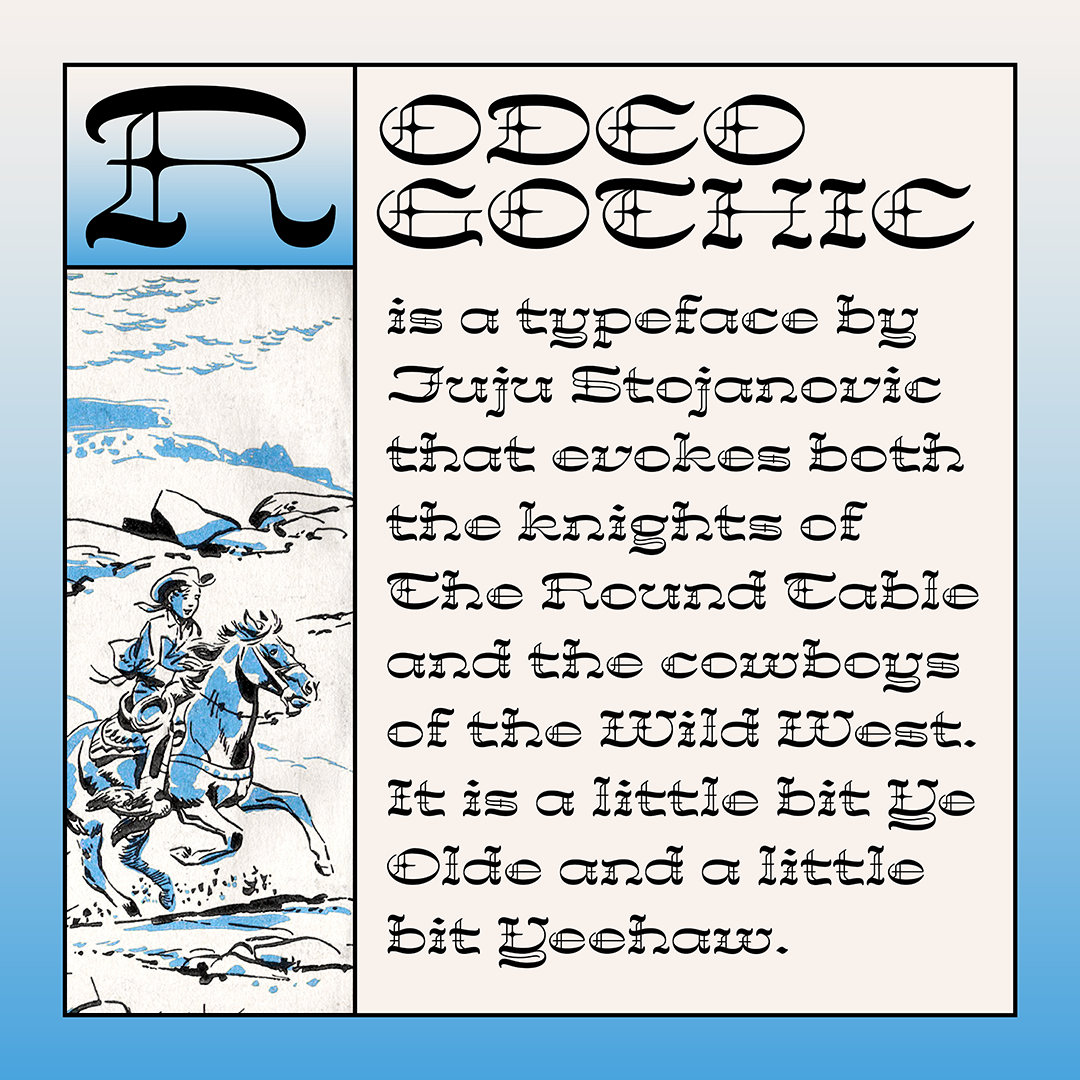 RODEO
GOTHIC
is a typeface by
Juju Stojanovic
that evokes both
the knights of
The Round Table
and the cowboys
of the Wild West.
It is a little bit Ye
Olde and a little
bit Yeehaw.